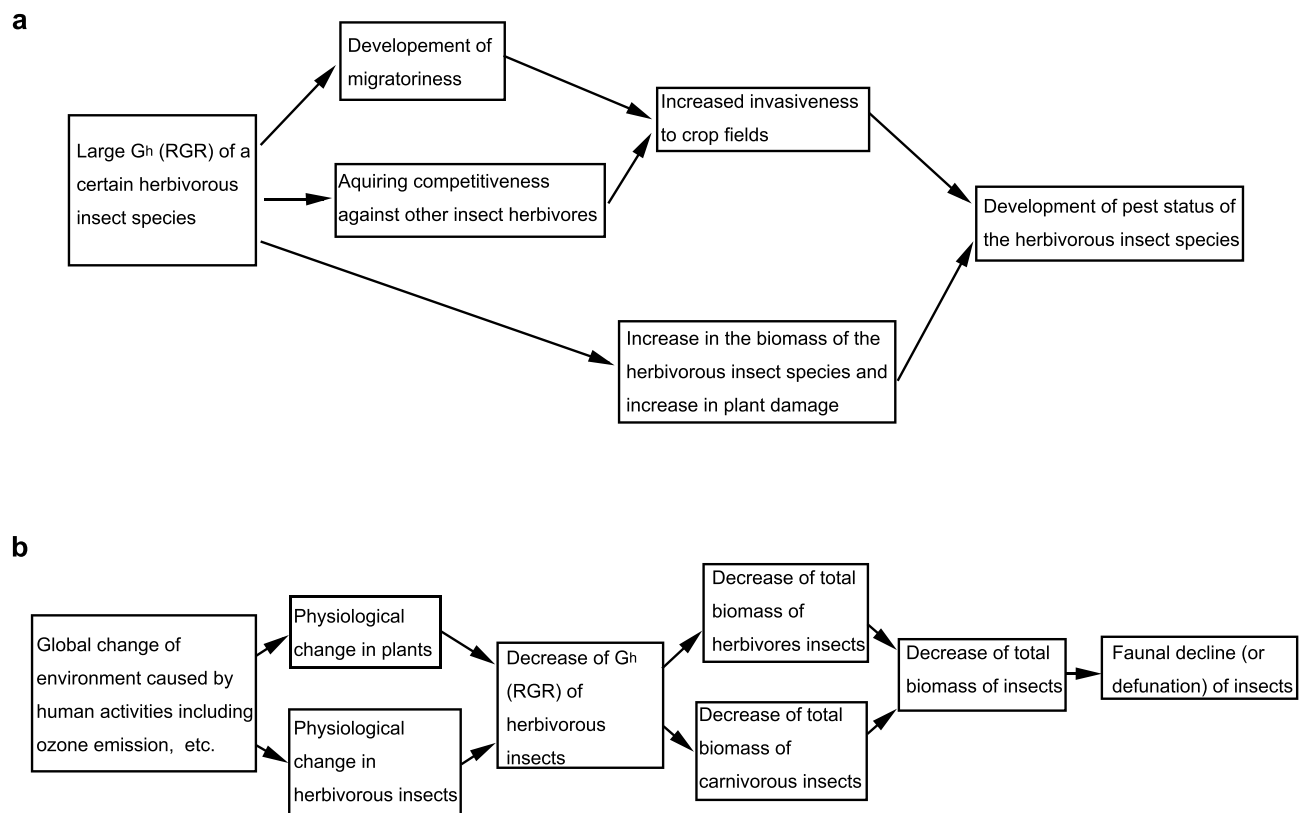 a
Developement of
migratoriness
Large Gh (RGR) of a
certain herbivorous
insect species
Aquiring competitiveness
against other insect herbivores
Increased invasiveness
to crop fields
Development of pest status of
the herbivorous insect species
Increase in the biomass of the
herbivorous insect species and
increase in plant damage
b
Global change of
environment caused by
human activities including
ozone emission, etc.
Physiological
change in plants
Physiological
change in
herbivorous insects
Decrease of Gh
(RGR) of
herbivorous
insects
Decrease of total
biomass of
herbivores insects
Decrease of total
biomass of
carnivorous insects
Decrease of total
biomass of insects
Faunal decline (or
defunation) of insects